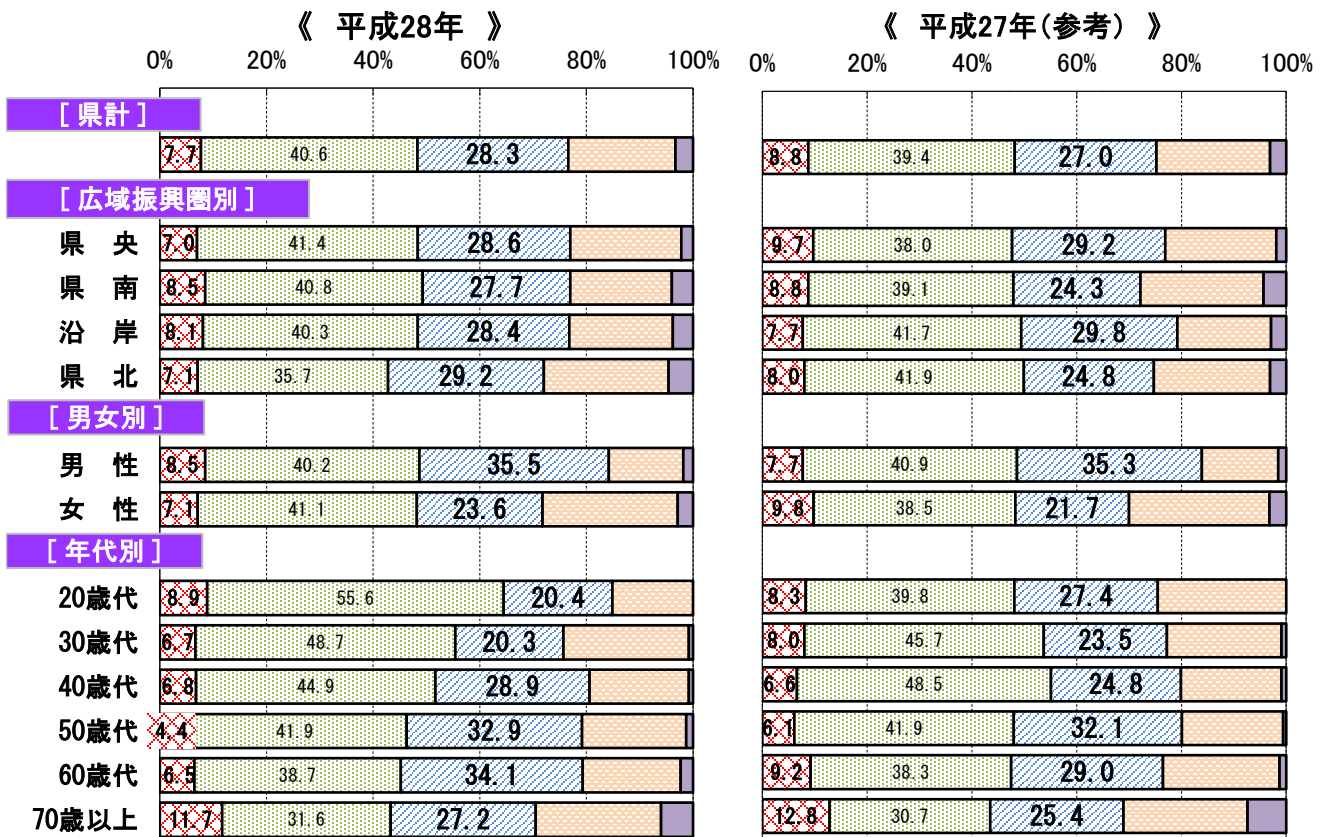 《 平成28年 》
《 平成27年(参考) 》
0% 20% 40% 60% 80% 100%
0% 20% 40% 60% 80% 100%
[ 県計 ]
7.7 40.6 28.3
8.8 39.4 27.0
[ 広域振興圏別 ]
県 央 7.0 41.4 28.6
9.7 38.0 29.2
県 南 8.5 40.8 27.7
8.8 39.1 24.3
沿 岸 8.1 40.3 28.4
7.7 41.7 29.8
県 北 7.1 35.7 29.2
8.0 41.9 24.8
[ 男女別 ]
男 性 8.5 40.2 35.5
7.7 40.9 35.3
女 性 7.1 41.1 23.6
9.8 38.5 21.7
[ 年代別 ]
20歳代 8.9 55.6 20.4
8.3 39.8 27.4
30歳代 6.7 48.7 20.3
8.0 45.7 23.5
40歳代 6.8 44.9 28.9
6.6 48.5 24.8
50歳代 4.4 41.9 32.9
6.1 41.9 32.1
60歳代 6.5 38.7 34.1
9.2 38.3 29.0
70歳以上 11.7 31.6 27.2
12.8 30.7 25.4